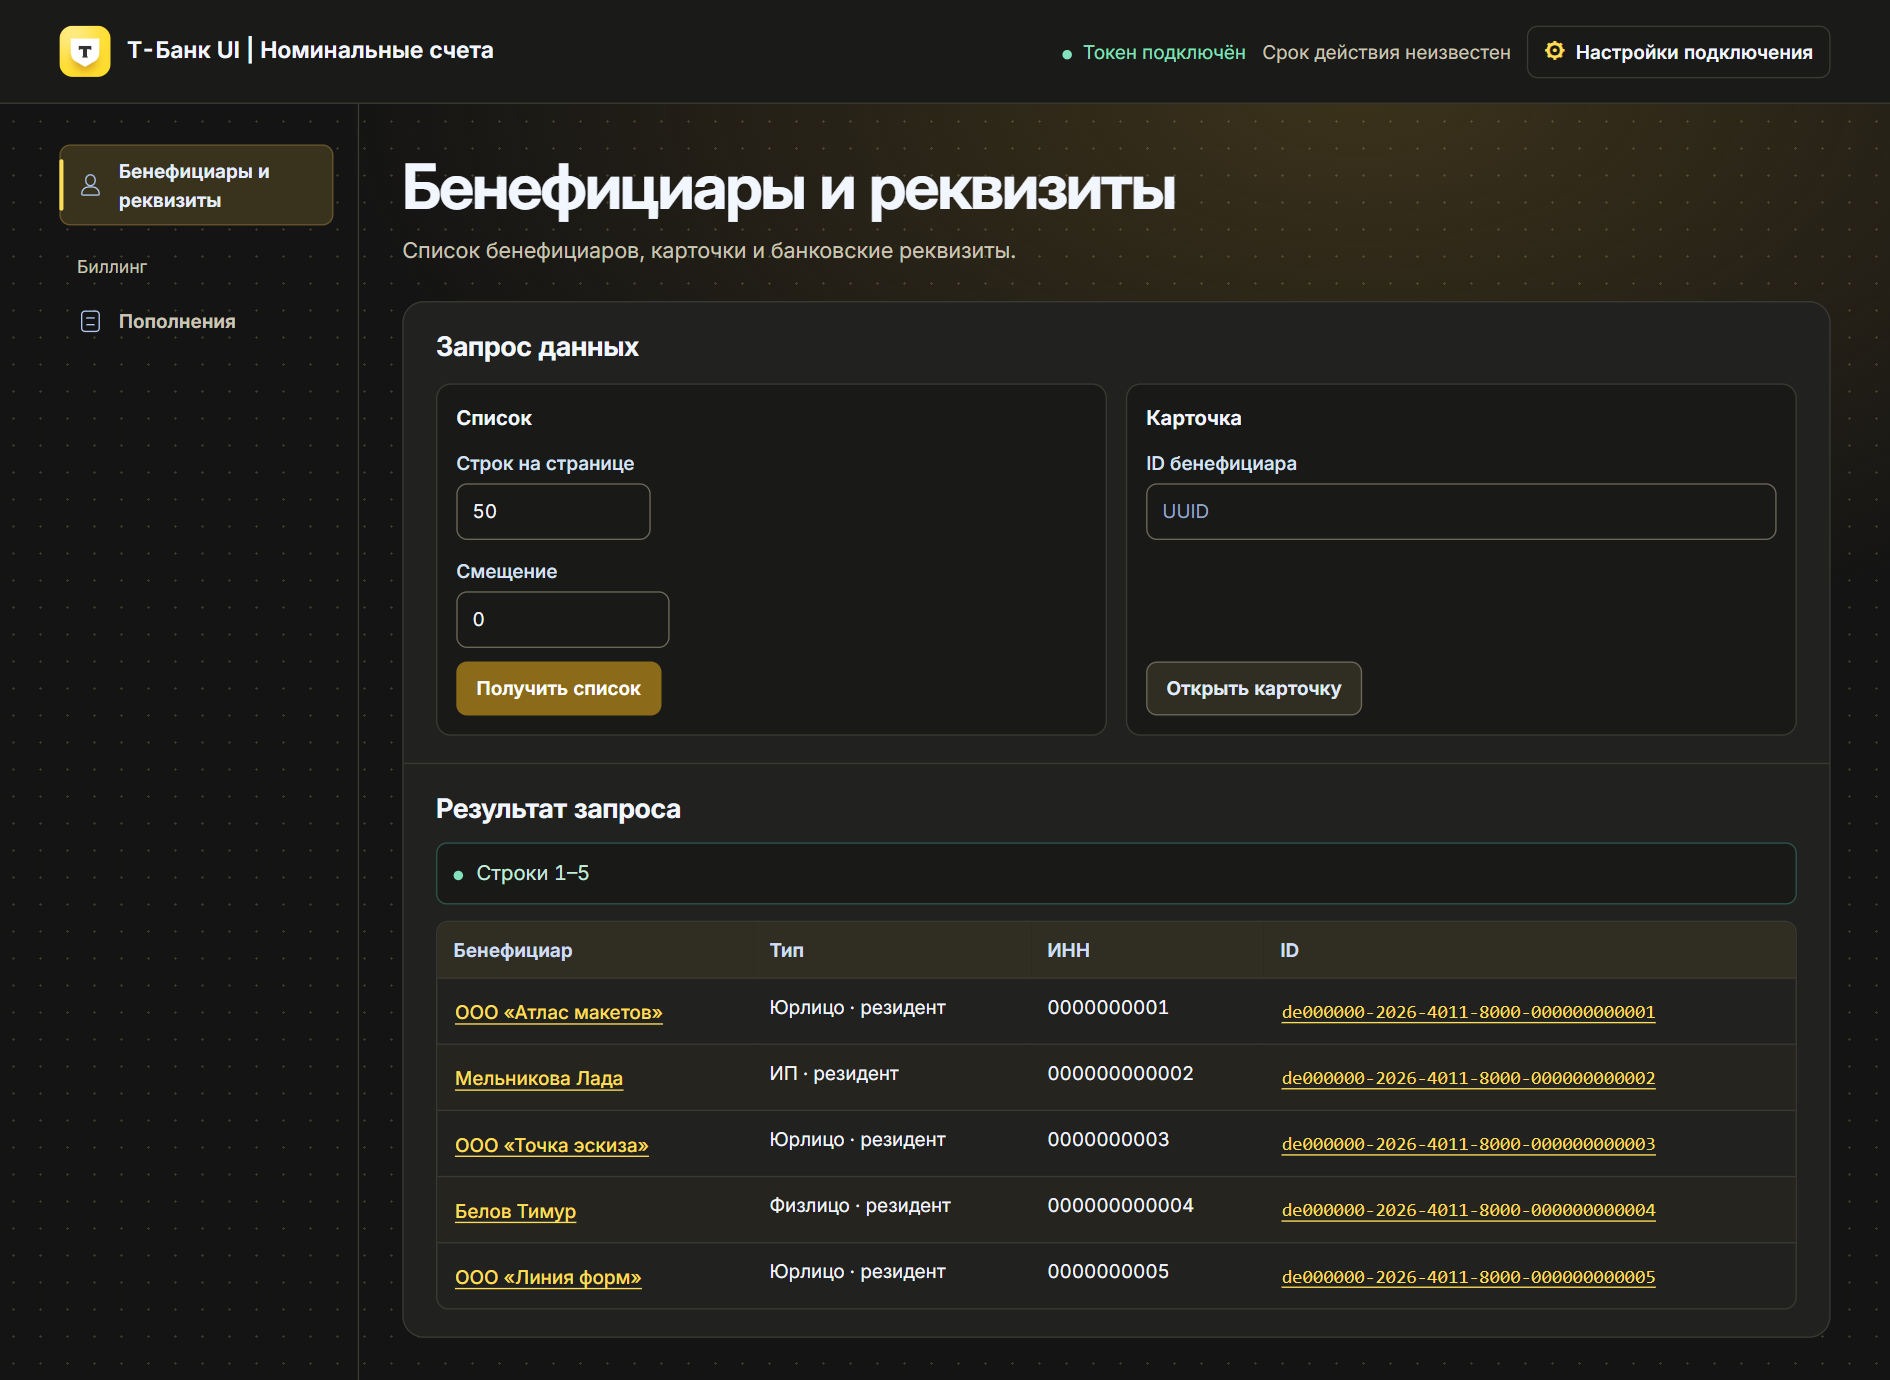 Т-Банк UI | Номинальные счета
Токен подключён
Срок действия неизвестен
Настройки подключения
Бенефициары и
реквизиты
Биллинг
Пополнения
Бенефициары и реквизиты
Список бенефициаров, карточки и банковские реквизиты.
Запрос данных
Список
Строк на странице
50
Смещение
0
Получить список
Карточка
ID бенефициара
UUID
Открыть карточку
Результат запроса
Строки 1–5
Бенефициар Тип ИНН ID
ООО «Атлас макетов» Юрлицо · резидент 0000000001 de000000-2026-4011-8000-000000000001
Мельникова Лада ИП · резидент 000000000002 de000000-2026-4011-8000-000000000002
ООО «Точка эскиза» Юрлицо · резидент 0000000003 de000000-2026-4011-8000-000000000003
Белов Тимур Физлицо · резидент 000000000004 de000000-2026-4011-8000-000000000004
ООО «Линия форм» Юрлицо · резидент 0000000005 de000000-2026-4011-8000-000000000005